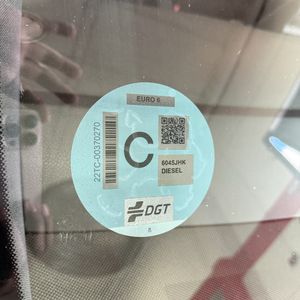 EURO 6
22TC-00370270
C
6045JHK
DIESEL
DGT